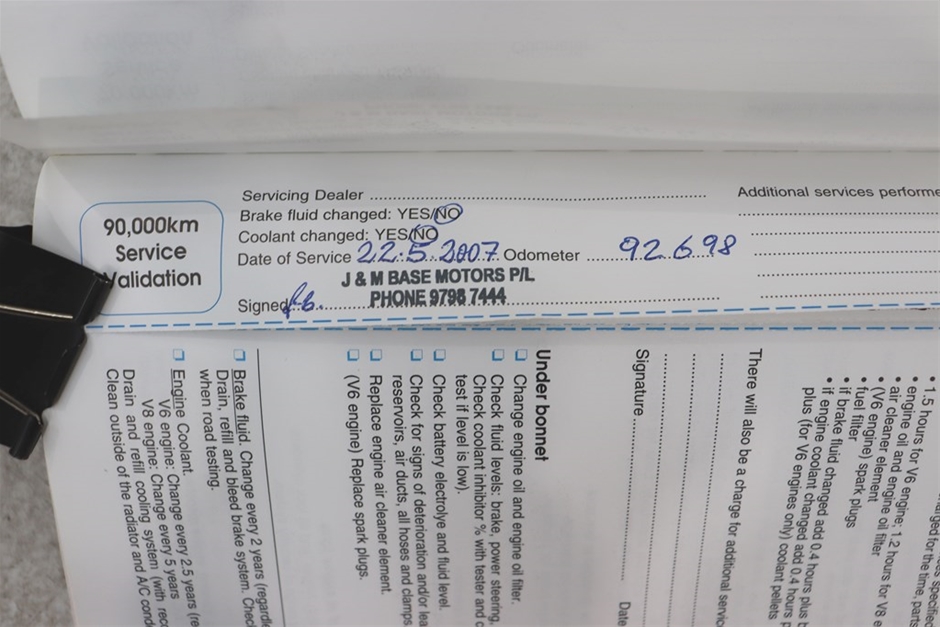 90,000km
Service
Validation
Servicing Dealer
Brake fluid changed: YES/NO
Coolant changed: YES/NO
Date of Service 22.5.2007 Odometer 92698
J & M BASE MOTORS P/L
PHONE 9798 7444
Signed
Additional services
• 1.5 hours for V6 engine;
• engine oil and engine oil filter
• air cleaner element
• (V6 engine) spark plugs
• fuel filter
• if brake fluid changed add 0.4 hours plus
• if engine coolant changed add 0.4 hours
plus (for V6 engines only) coolant pellets
There will also be a charge for additional
Signature Date
Under bonnet
Change engine oil and engine oil filter.
Check fluid levels: brake, power steering,
Check coolant inhibitor % with tester and
test if level is low).
Check battery electrolyte and fluid level.
Check for signs of deterioration and/or
reservoirs, air ducts, all hoses and clamps
Replace engine air cleaner element.
(V6 engine) Replace spark plugs.
Brake fluid. Change every 2 years
Drain, refill and bleed brake system.
when road testing.
Engine Coolant.
V6 engine: Change every 2.5 years
V8 engine: Change every 5 years
Drain and refill cooling system (with
Clean outside of the radiator and A/C